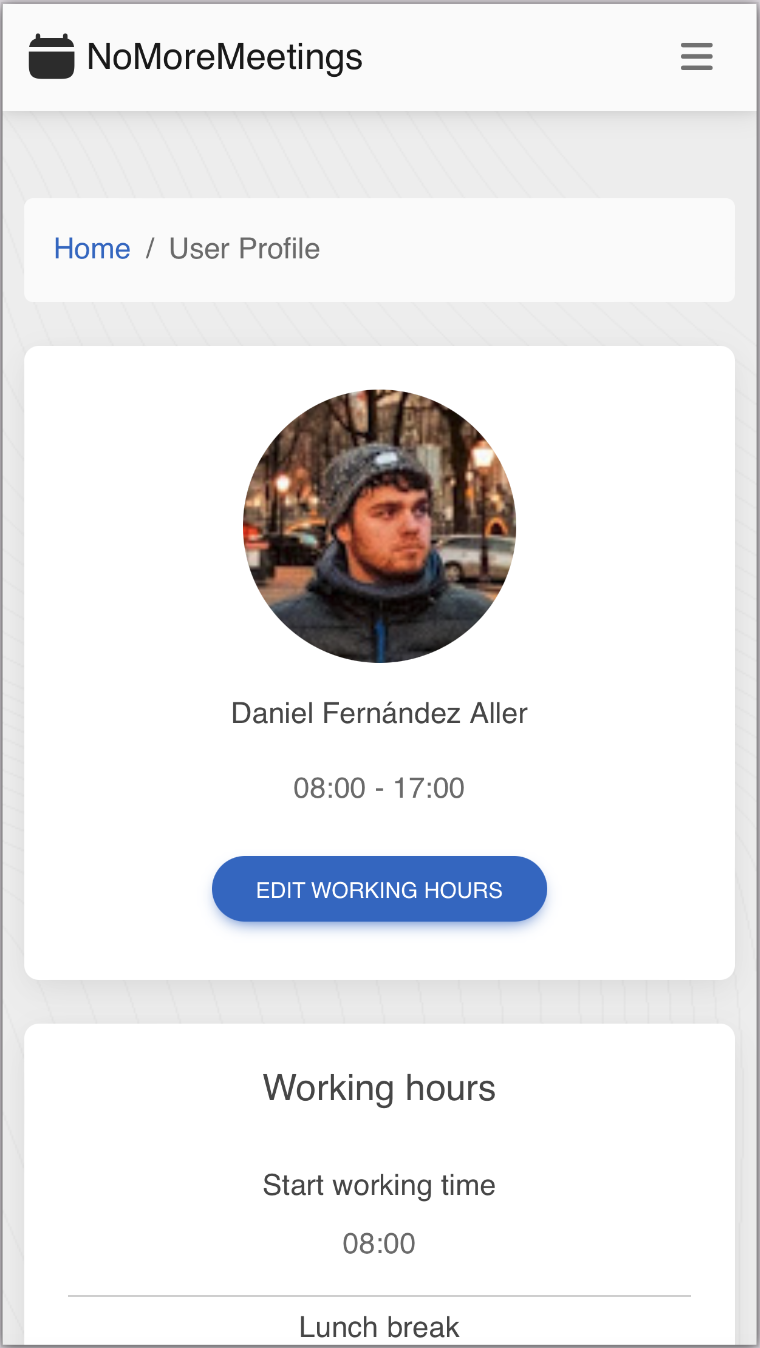 NoMoreMeetings
Home / User Profile
Daniel Fernández Aller
08:00 - 17:00
EDIT WORKING HOURS
Working hours
Start working time
08:00
Lunch break